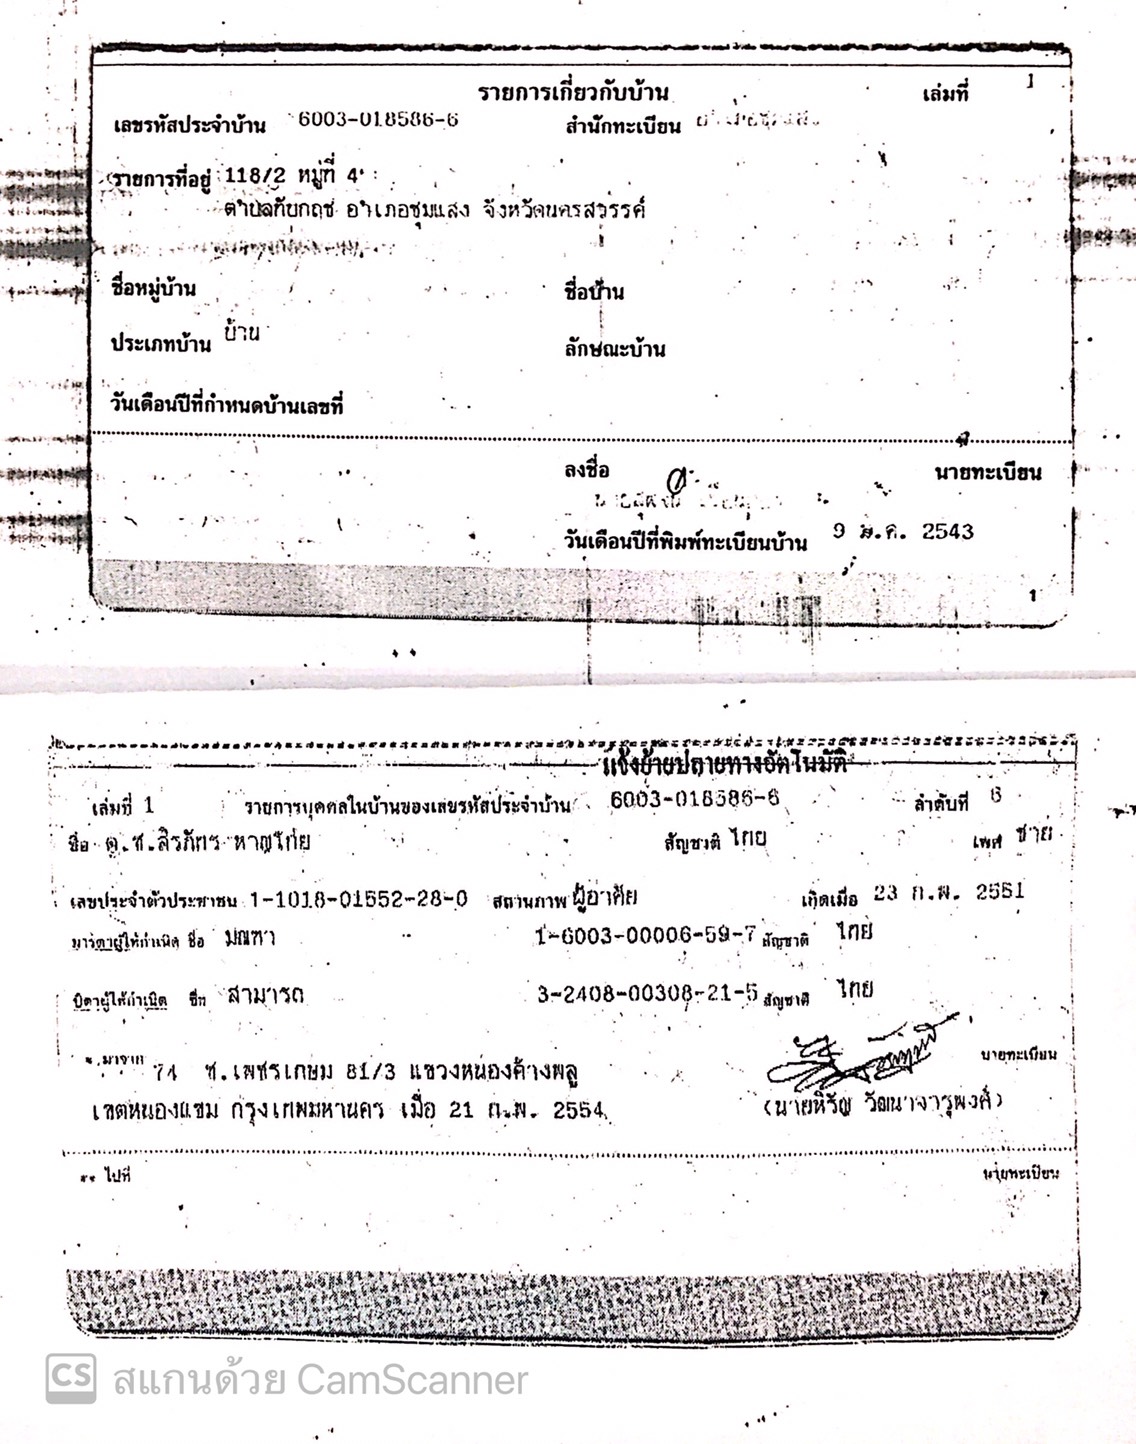 รายการเกี่ยวกับบ้าน เล่มที่ 1
เลขรหัสประจำบ้าน 6003-018586-6 สำนักทะเบียน
รายการที่อยู่ 118/2 หมู่ที่ 4
ตำบลทับกฤช อำเภอชุมแสง จังหวัดนครสวรรค์
ชื่อหมู่บ้าน ชื่อบ้าน
ประเภทบ้าน บ้าน ลักษณะบ้าน
วันเดือนปีที่กำหนดบ้านเลขที่
ลงชื่อ นายทะเบียน
วันเดือนปีที่พิมพ์ทะเบียนบ้าน 9 ส.ค. 2543
1
แจ้งย้ายปลายทางอัตโนมัติ
เล่มที่ 1 รายการบุคคลในบ้านของเลขรหัสประจำบ้าน 6003-018586-6 ลำดับที่ 6
ชื่อ ด.ช.สิรภัทร หาญไทย สัญชาติ ไทย เพศ ชาย
เลขประจำตัวประชาชน 1-1018-01552-28-0 สถานภาพ ผู้อาศัย เกิดเมื่อ 23 ก.พ. 2551
มารดาผู้ให้กำเนิด ชื่อ มณฑา 1-6003-00006-59-7 สัญชาติ ไทย
บิดาผู้ให้กำเนิด ชื่อ สามารถ 3-2408-00308-21-5 สัญชาติ ไทย
* มาจาก 74 ซ.เพชรเกษม 81/3 แขวงหนองค้างพลู นายทะเบียน
เขตหนองแขม กรุงเทพมหานคร เมื่อ 21 ก.พ. 2554 (นายหิรัญ วัฒนาจารุพงศ์)
** ไปที่ นายทะเบียน
CS สแกนด้วย CamScanner